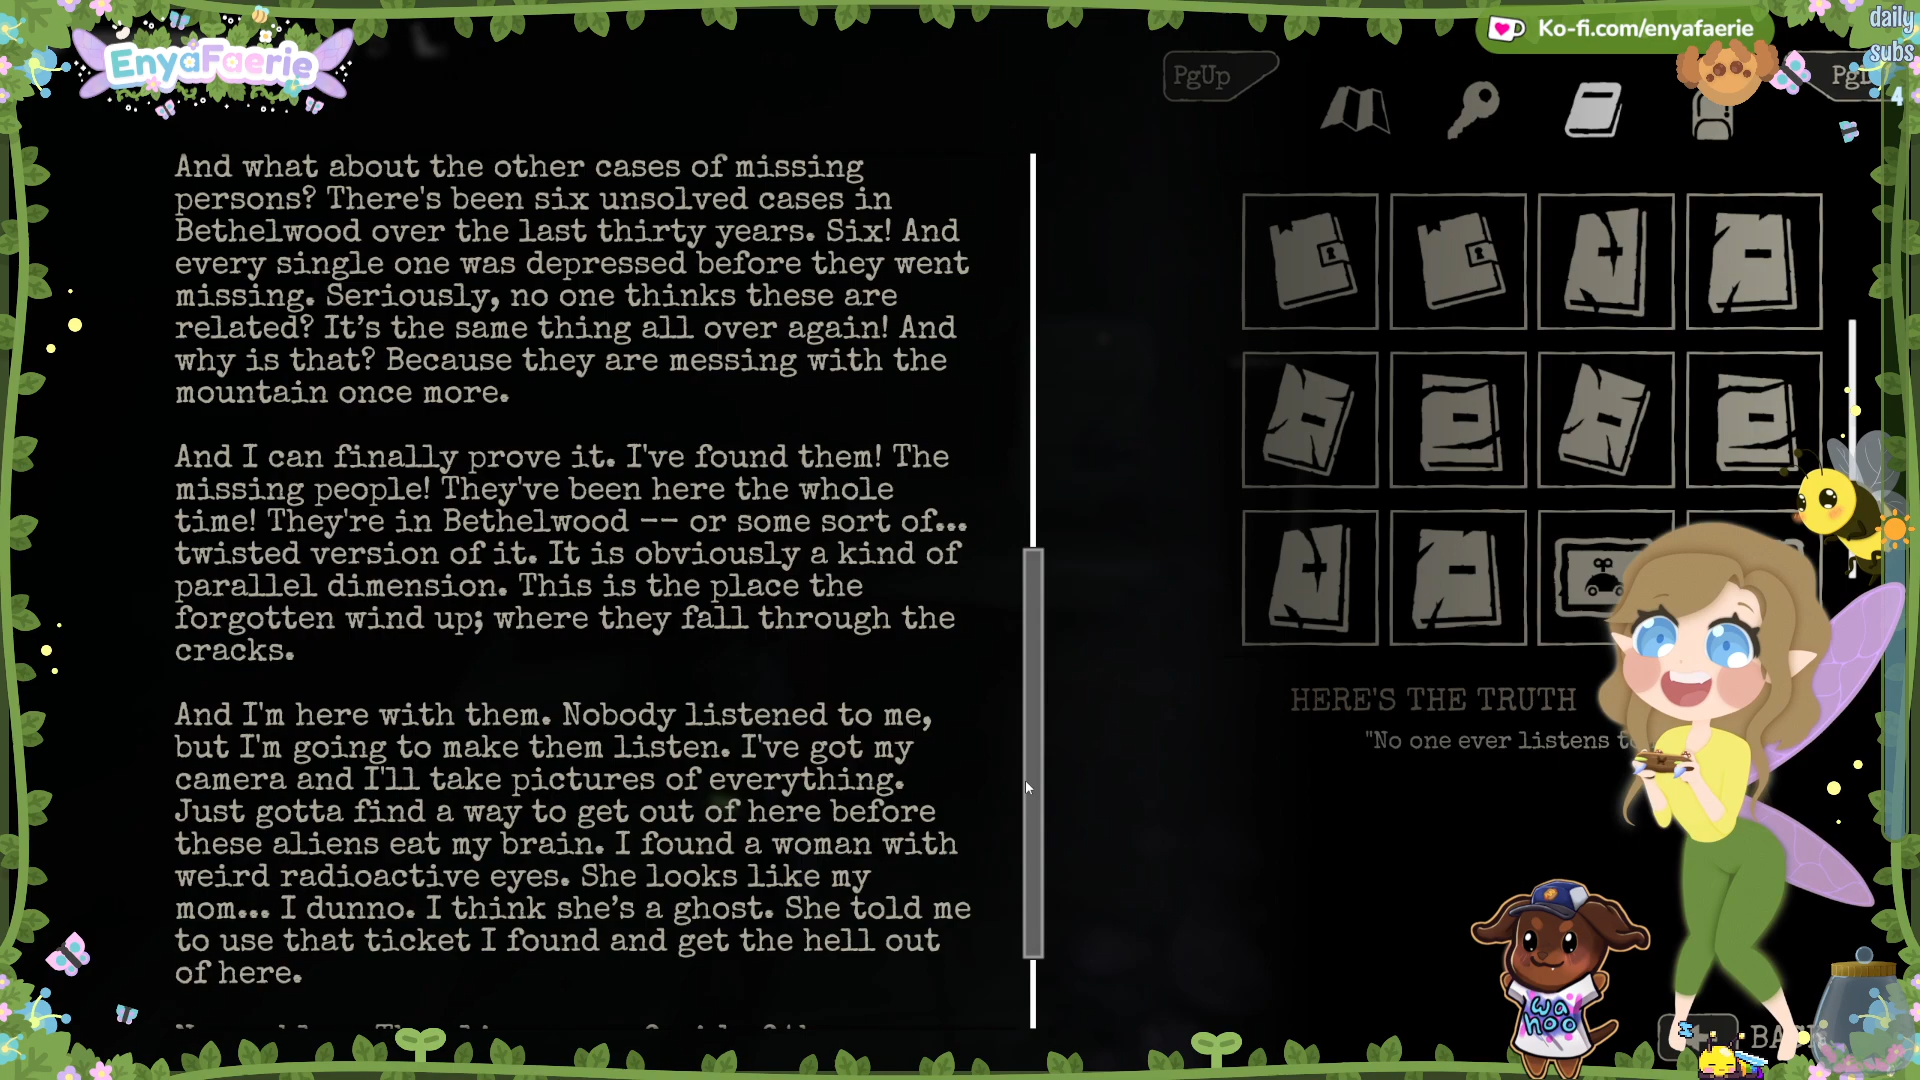 EnyaFaerie
Ko-fi.com/enyafaerie
daily
subs
4
PgUp
And what about the other cases of missing
persons? There's been six unsolved cases in
Bethelwood over the last thirty years. Six! And
every single one was depressed before they went
missing. Seriously, no one thinks these are
related? It’s the same thing all over again! And
why is that? Because they are messing with the
mountain once more.
And I can finally prove it. I've found them! The
missing people! They've been here the whole
time! They're in Bethelwood -- or some sort of...
twisted version of it. It is obviously a kind of
parallel dimension. This is the place the
forgotten wind up; where they fall through the
cracks.
And I'm here with them. Nobody listened to me,
but I'm going to make them listen. I've got my
camera and I'll take pictures of everything.
Just gotta find a way to get out of here before
these aliens eat my brain. I found a woman with
weird radioactive eyes. She looks like my
mom... I dunno. I think she’s a ghost. She told me
to use that ticket I found and get the hell out
of here.
HERE'S THE TRUTH
"No one ever listens
wa
hoo